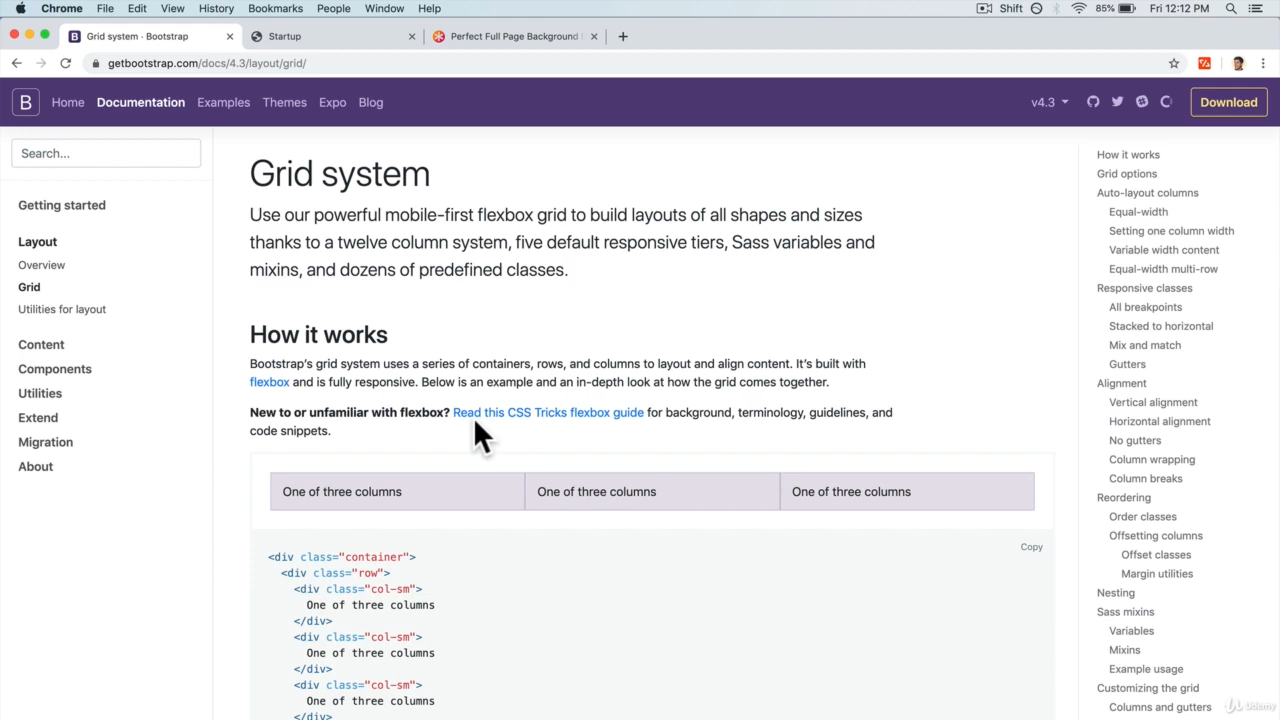 Chrome File Edit View History Bookmarks People Window Help Shift 85% Fri 12:12 PM
Grid system · Bootstrap Startup Perfect Full Page Background
getbootstrap.com/docs/4.3/layout/grid/
B Home Documentation Examples Themes Expo Blog v4.3 Download
Search...
Getting started
Layout
Overview
Grid
Utilities for layout
Content
Components
Utilities
Extend
Migration
About
Grid system
Use our powerful mobile-first flexbox grid to build layouts of all shapes and sizes
thanks to a twelve column system, five default responsive tiers, Sass variables and
mixins, and dozens of predefined classes.
How it works
Bootstrap's grid system uses a series of containers, rows, and columns to layout and align content. It's built with
flexbox and is fully responsive. Below is an example and an in-depth look at how the grid comes together.
New to or unfamiliar with flexbox? Read this CSS Tricks flexbox guide for background, terminology, guidelines, and
code snippets.
One of three columns One of three columns One of three columns
Copy
<div class="container">
<div class="row">
<div class="col-sm">
One of three columns
</div>
<div class="col-sm">
One of three columns
</div>
<div class="col-sm">
One of three columns
</div>
How it works
Grid options
Auto-layout columns
Equal-width
Setting one column width
Variable width content
Equal-width multi-row
Responsive classes
All breakpoints
Stacked to horizontal
Mix and match
Gutters
Alignment
Vertical alignment
Horizontal alignment
No gutters
Column wrapping
Column breaks
Reordering
Order classes
Offsetting columns
Offset classes
Margin utilities
Nesting
Sass mixins
Variables
Mixins
Example usage
Customizing the grid
Columns and gutters
Udemy